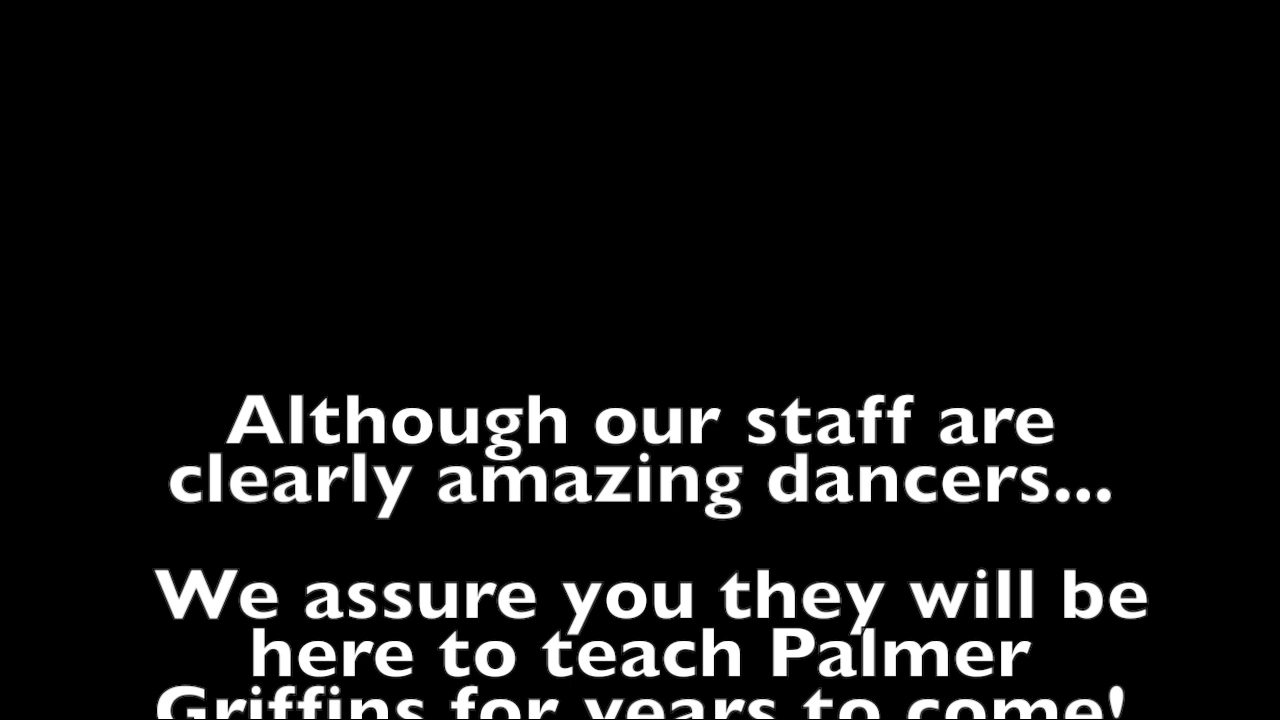 Although our staff are
clearly amazing dancers...
We assure you they will be
here to teach Palmer
Griffins for years to come!